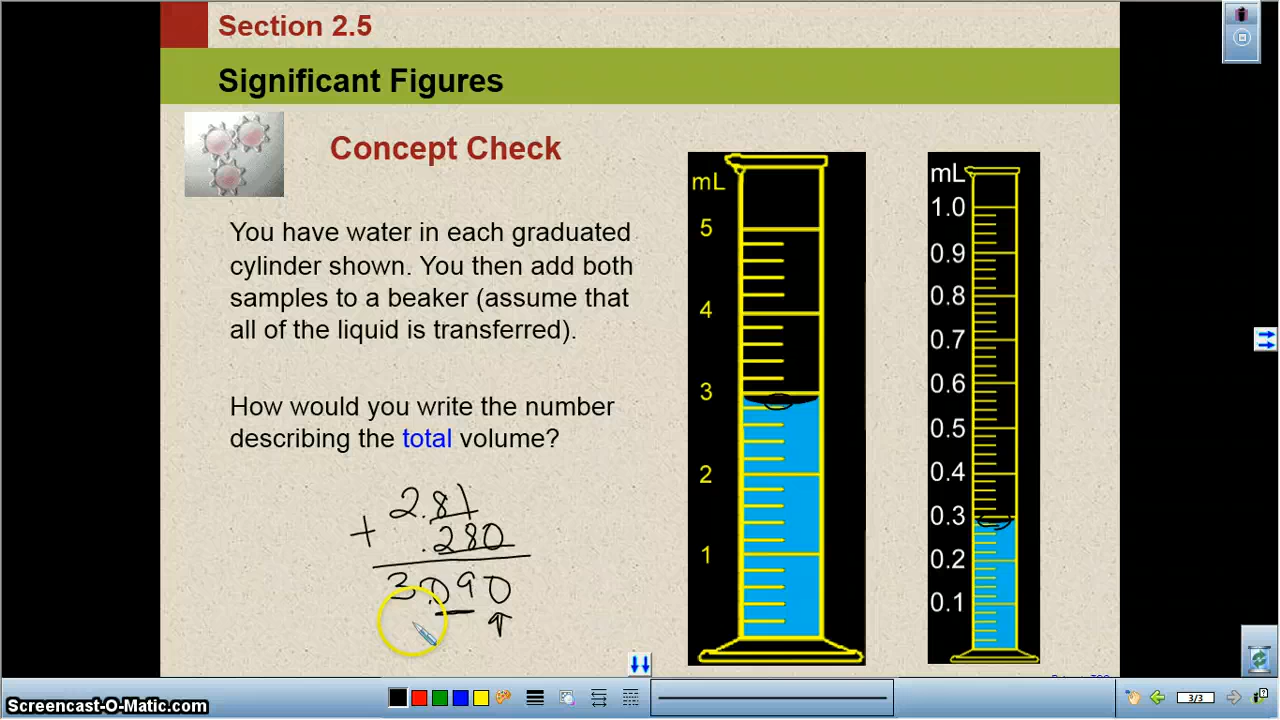 Section 2.5
Significant Figures
Concept Check
You have water in each graduated
cylinder shown. You then add both
samples to a beaker (assume that
all of the liquid is transferred).
How would you write the number
describing the total volume?
2.81
+ .280
3.090
mL
5
4
3
2
1
mL
1.0
0.9
0.8
0.7
0.6
0.5
0.4
0.3
0.2
0.1
3/3
Screencast-O-Matic.com